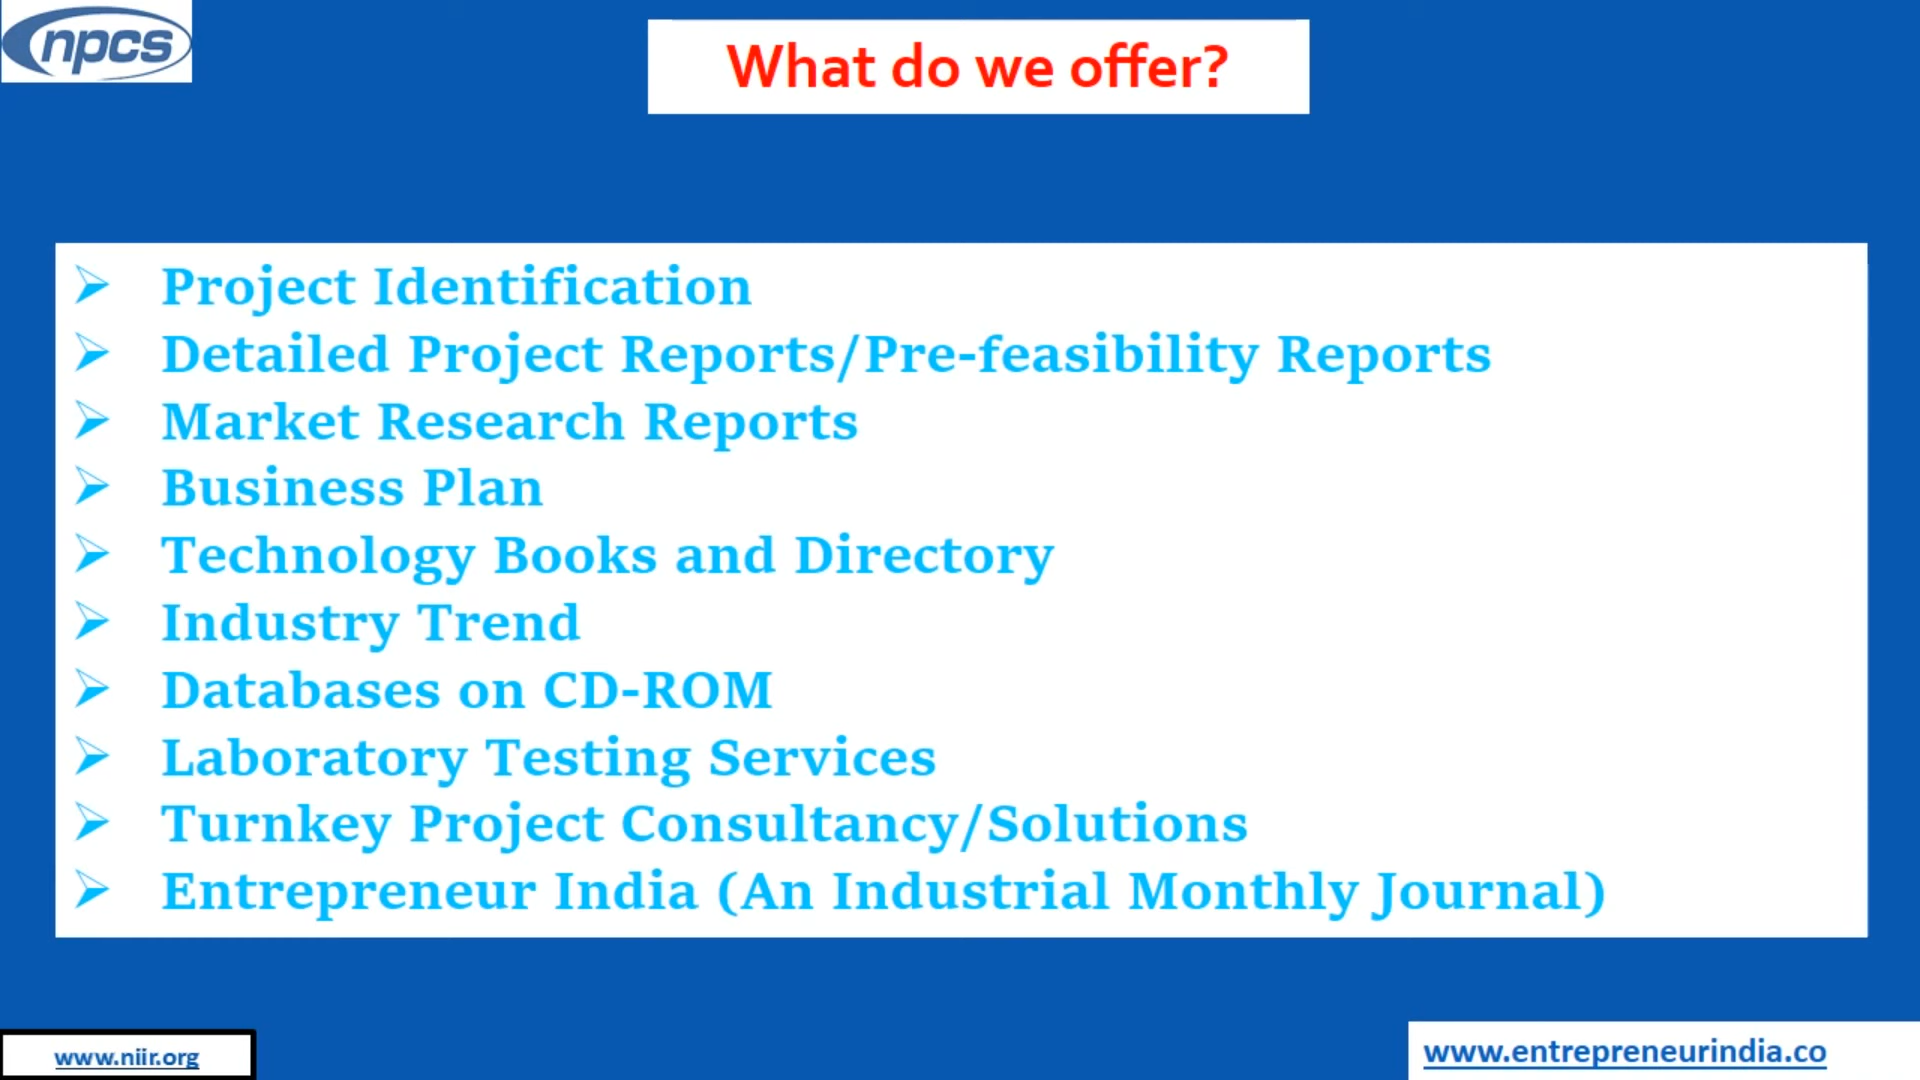 npcs
What do we offer?
Project Identification
Detailed Project Reports/Pre-feasibility Reports
Market Research Reports
Business Plan
Technology Books and Directory
Industry Trend
Databases on CD-ROM
Laboratory Testing Services
Turnkey Project Consultancy/Solutions
Entrepreneur India (An Industrial Monthly Journal)
www.niir.org
www.entrepreneurindia.co